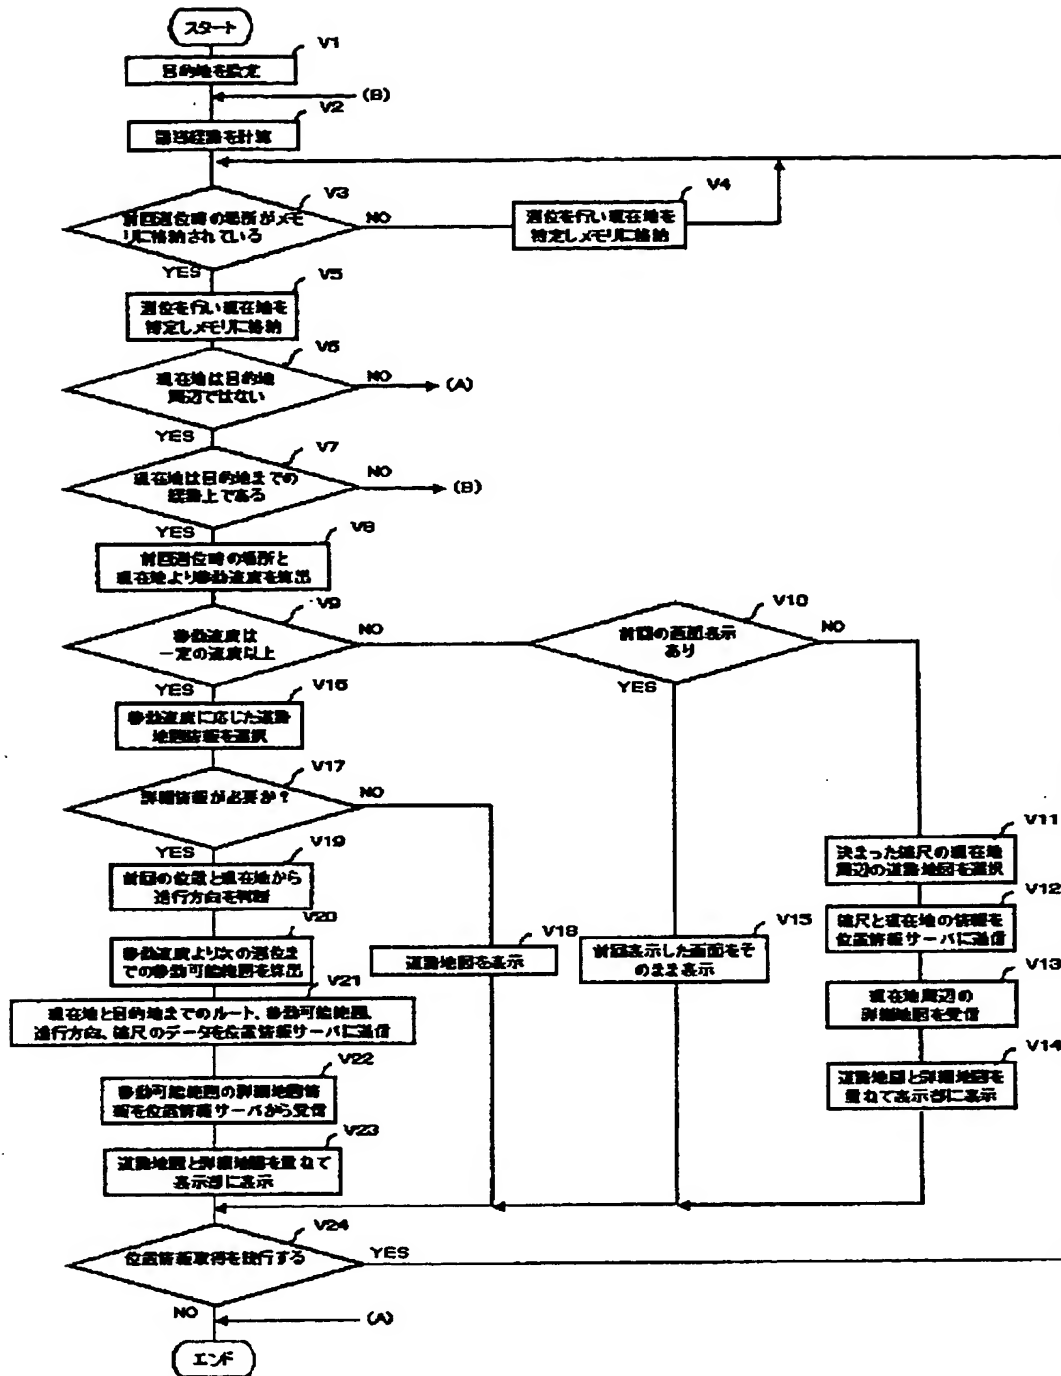 スタート
V1
目的地を設定
(B)
V2
誘導経路を計算
V3
前回測位時の場所がメモ
リに格納されている
NO
YES
V4
測位を行い現在地を
特定しメモリに格納
V5
測位を行い現在地を
特定しメモリに格納
V6
現在地は目的地
周辺ではない
NO
(A)
YES
V7
現在地は目的地までの
経路上である
NO
(B)
YES
V8
前回測位時の場所と
現在地より移動速度を算出
V9
移動速度は
一定の速度以上
NO
YES
V10
前回の画面表示
あり
NO
YES
V16
移動速度に応じた道路
地図情報を選択
V17
詳細情報が必要か?
NO
YES
V11
決まった縮尺の現在地
周辺の道路地図を選択
V19
前回の位置と現在地から
進行方向を判断
V12
縮尺と現在地の情報を
位置情報サーバに送信
V20
移動速度より次の測位ま
での移動可能範囲を算出
V18
道路地図を表示
V15
前回表示した画面をそ
のまま表示
V13
現在地周辺の
詳細地図を受信
V21
現在地と目的地までのルート、移動可能範囲、
進行方向、縮尺のデータを位置情報サーバに送信
V14
道路地図と詳細地図を
重ねて表示部に表示
V22
移動可能範囲の詳細地図情
報を位置情報サーバから受信
V23
道路地図と詳細地図を重ねて
表示部に表示
V24
位置情報取得を続行する
YES
NO
(A)
エンド